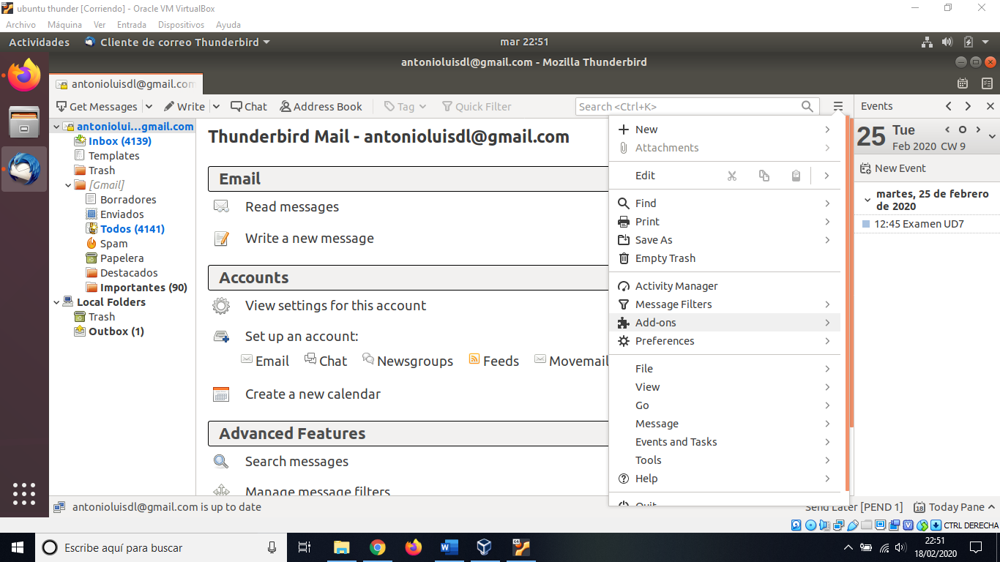 ubuntu thunder [Corriendo] - Oracle VM VirtualBox
Archivo Máquina Ver Entrada Dispositivos Ayuda
Actividades Cliente de correo Thunderbird mar 22:51
antonioluisdl@gmail.com - Mozilla Thunderbird
antonioluisdl@gmail.com
Get Messages Write Chat Address Book Tag Quick Filter Search <Ctrl+K>
antoniolui...gmail.com
Inbox (4139)
Templates
Trash
[Gmail]
Borradores
Enviados
Todos (4141)
Spam
Papelera
Destacados
Importantes (90)
Local Folders
Trash
Outbox (1)
Thunderbird Mail - antonioluisdl@gmail.com
Email
Read messages
Write a new message
Accounts
View settings for this account
Set up an account:
Email Chat Newsgroups Feeds Movemail
Create a new calendar
Advanced Features
Search messages
Manage message filters
New
Attachments
Edit
Find
Print
Save As
Empty Trash
Activity Manager
Message Filters
Add-ons
Preferences
File
View
Go
Message
Events and Tasks
Tools
Help
Quit
Events
25 Tue
Feb 2020 CW 9
New Event
martes, 25 de febrero
de 2020
12:45 Examen UD7
antonioluisdl@gmail.com is up to date
Send Later [PEND 1] 18 Today Pane
CTRL DERECHA
Escribe aquí para buscar
22:51
18/02/2020